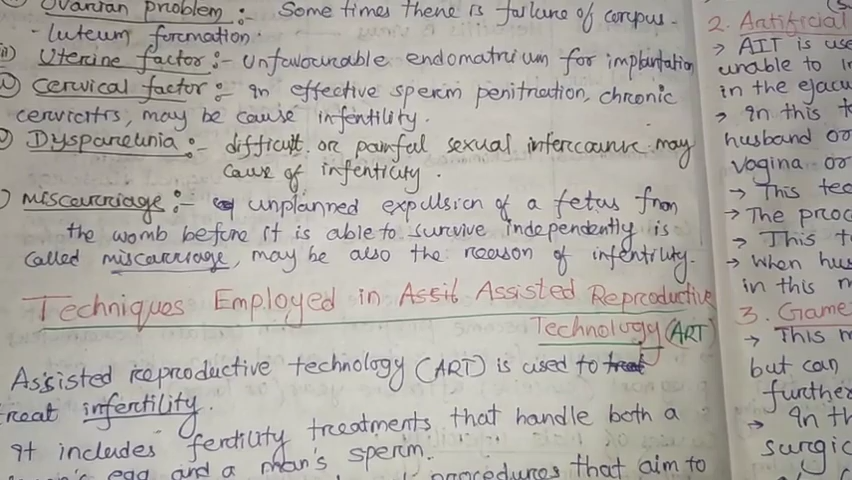 Ovarian problem :- Some times there is failure of corpus-
luteum formation.
Uterine factor :- Unfavourable endomatrium for implantation
Cervical factor :- In effective sperm penitration, chronic
cervicitis, may be cause infertility.
Dyspareunia :- difficult or painful sexual intercourse may
cause of infertility.
miscarriage :- unplanned expulsion of a fetus from
the womb before it is able to survive independently is
called miscarriage, may be also the reason of infertility.
Techniques Employed in Assis Assisted Reproductive
Technology (ART)
Assisted reproductive technology (ART) is used to treat
treat infertility.
It includes fertility treatments that handle both a
egg and a man's sperm.
procedures that aim to
2. Artificial
→ AIT is use
unable to in
in the ejacu
→ In this te
husband or
vagina or
→ This tec
→ The proc
→ This t
→ When hus
in this m
3. Game
→ This m
but can
further
→ In th
surgic